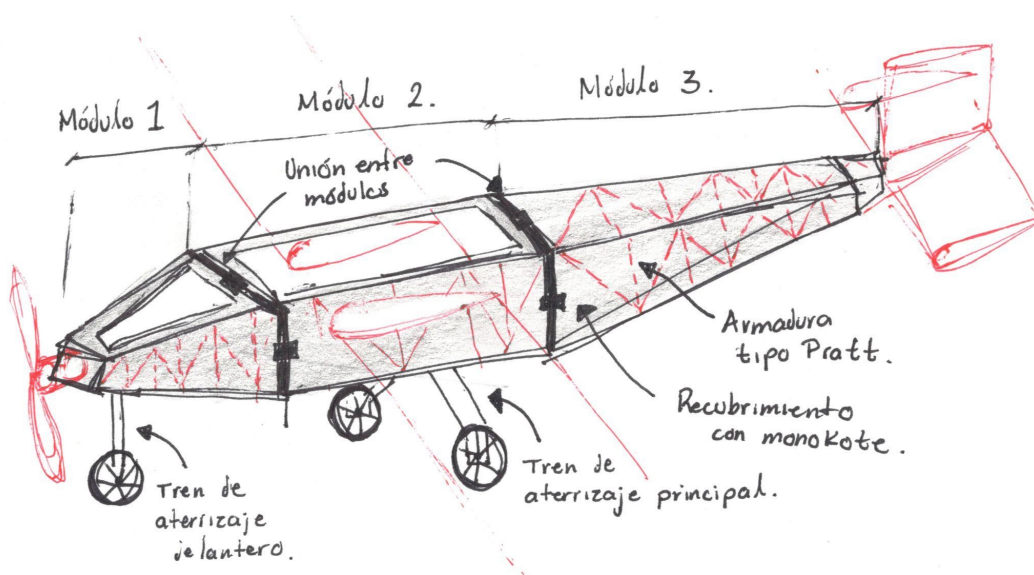 Módulo 1
Módulo 2.
Módulo 3.
Unión entre
módulos
Armadura
tipo Pratt.
Recubrimiento
con monokote.
Tren de
aterrizaje principal.
Tren de
aterrizaje
delantero.